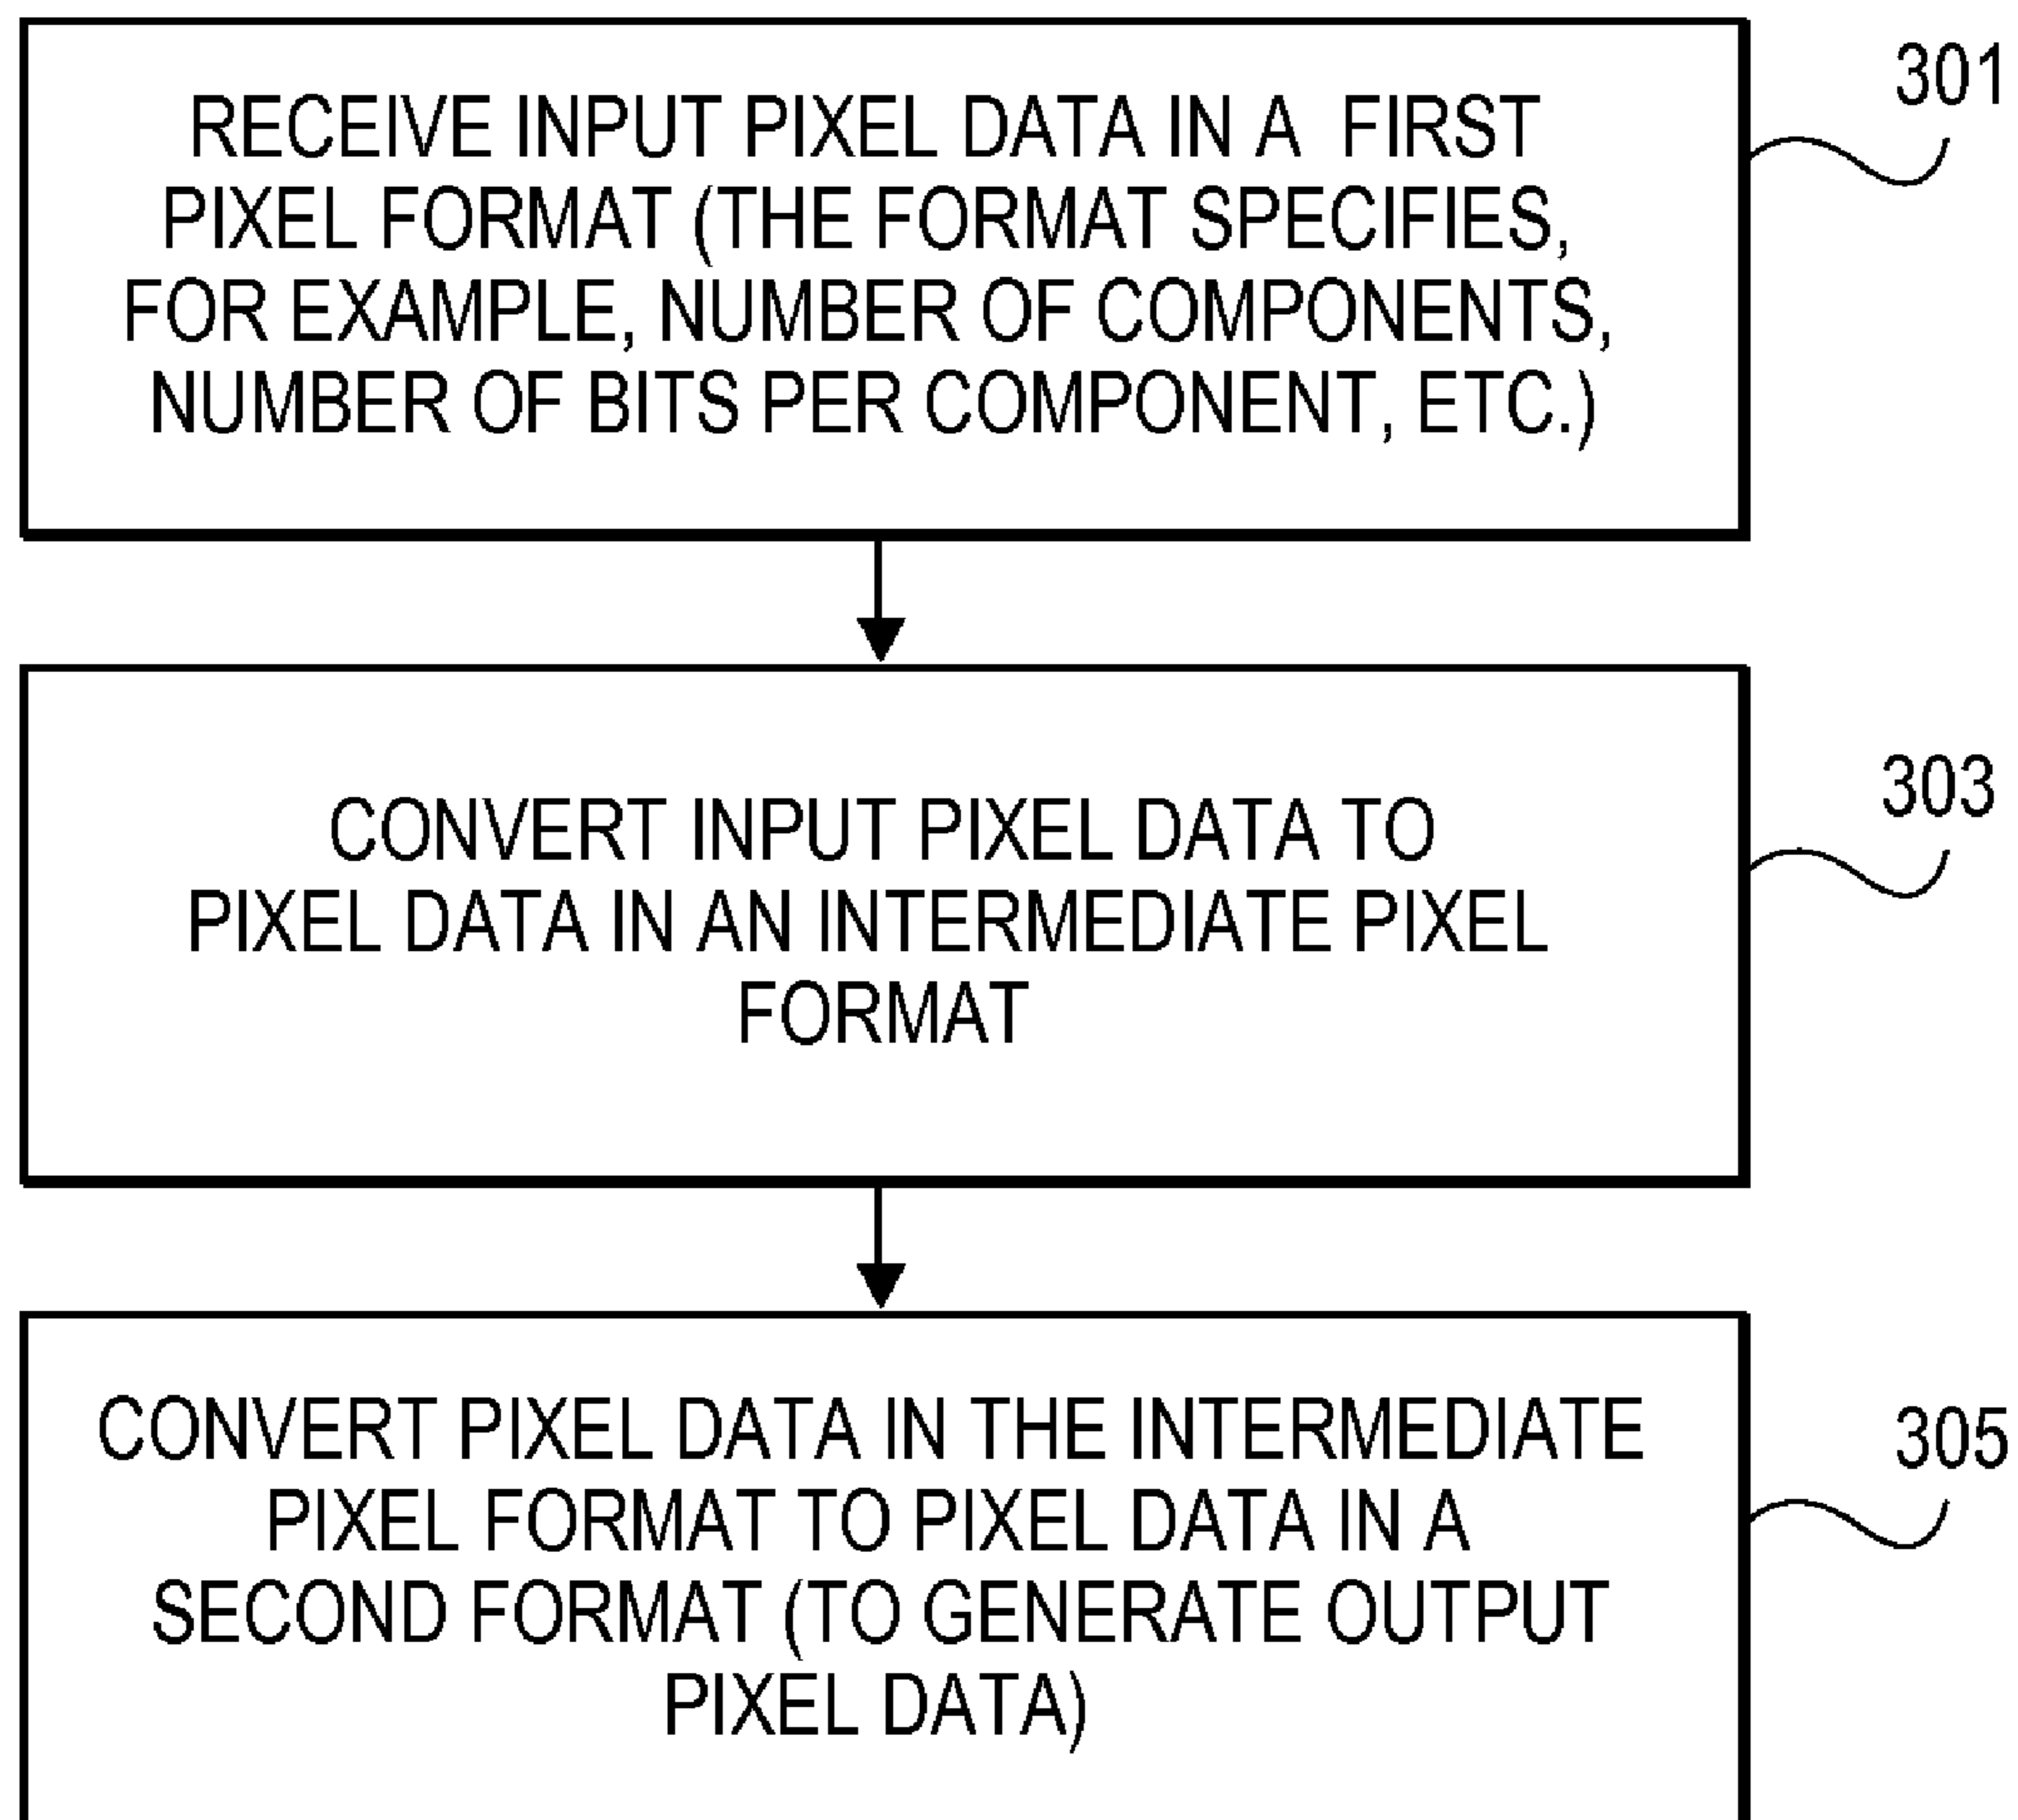 RECEIVE INPUT PIXEL DATA IN A FIRST
PIXEL FORMAT (THE FORMAT SPECIFIES,
FOR EXAMPLE, NUMBER OF COMPONENTS,
NUMBER OF BITS PER COMPONENT, ETC.)
301
CONVERT INPUT PIXEL DATA TO
PIXEL DATA IN AN INTERMEDIATE PIXEL
FORMAT
303
CONVERT PIXEL DATA IN THE INTERMEDIATE
PIXEL FORMAT TO PIXEL DATA IN A
SECOND FORMAT (TO GENERATE OUTPUT
PIXEL DATA)
305